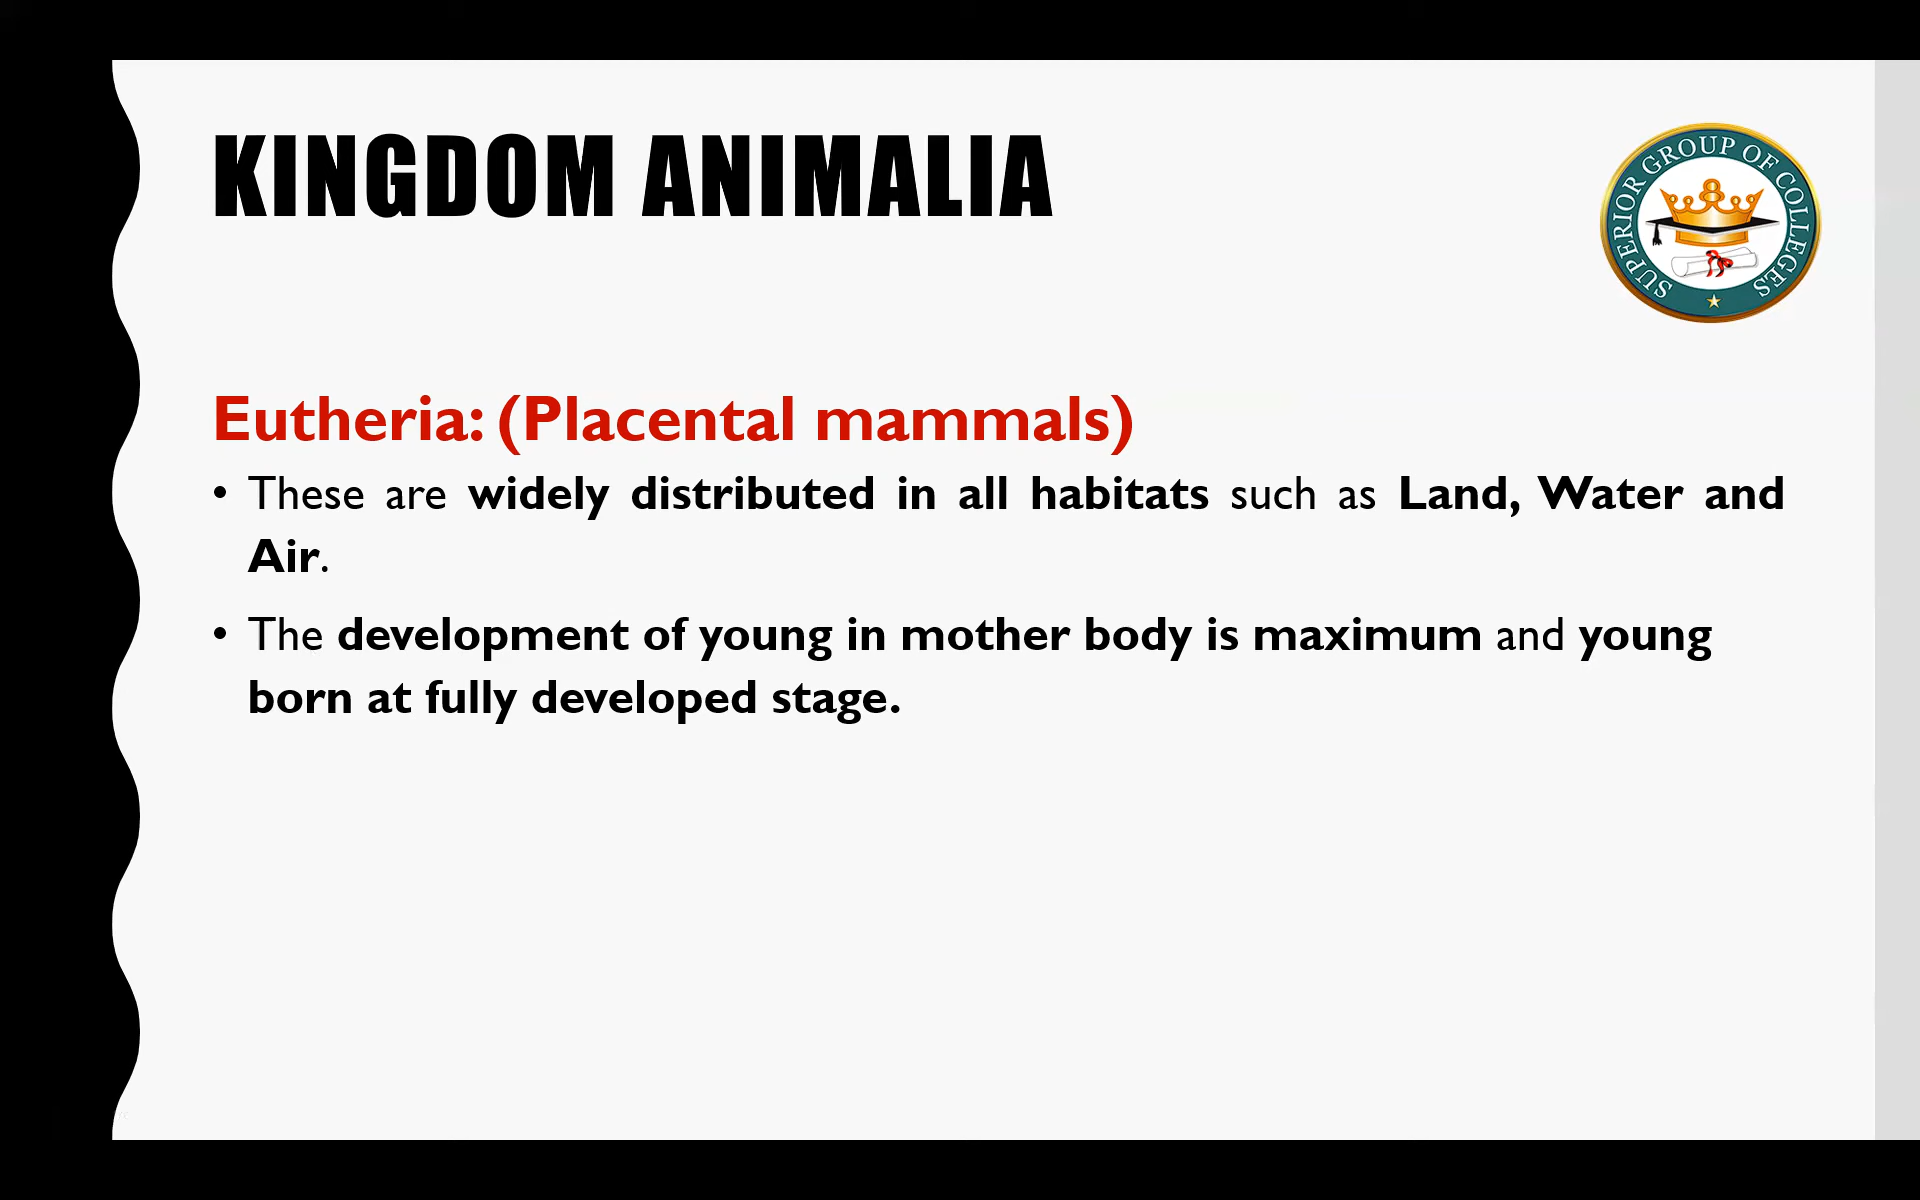 KINGDOM ANIMALIA
SUPERIOR GROUP OF COLLEGES
Eutheria: (Placental mammals)
• These are widely distributed in all habitats such as Land, Water and
Air.
• The development of young in mother body is maximum and young
born at fully developed stage.